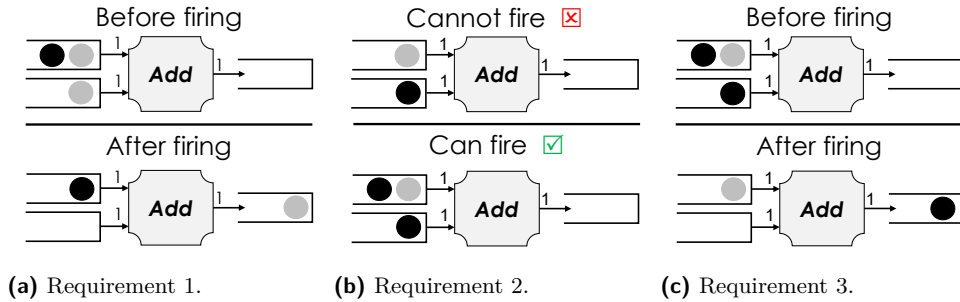 Before firing
1
1
1
Add
After firing
1
1
1
Add
(a) Requirement 1.
Cannot fire
1
1
1
Add
Can fire
1
1
1
Add
(b) Requirement 2.
Before firing
1
1
1
Add
After firing
1
1
1
Add
(c) Requirement 3.